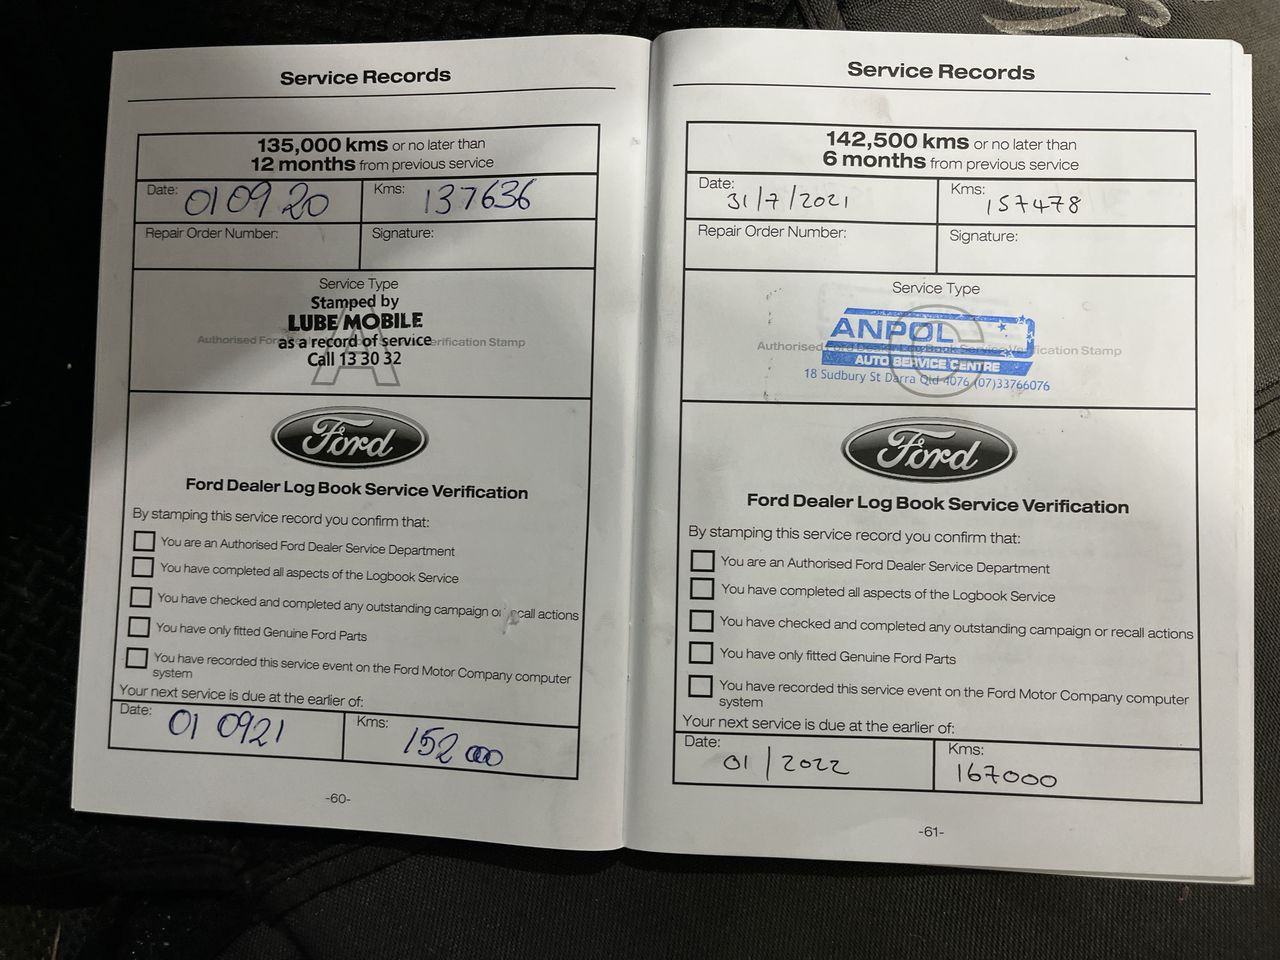 Service Records
135,000 kms or no later than
12 months from previous service
Date: 01 09 20 Kms: 137636
Repair Order Number: Signature:
Service Type
A
Stamped by
LUBE MOBILE
as a record of service
Authorised For erification Stamp
Call 13 30 32
Ford
Ford Dealer Log Book Service Verification
By stamping this service record you confirm that:
You are an Authorised Ford Dealer Service Department
You have completed all aspects of the Logbook Service
You have checked and completed any outstanding campaign or recall actions
You have only fitted Genuine Ford Parts
You have recorded this service event on the Ford Motor Company computer
system
Your next service is due at the earlier of:
Date: 01 09 21 Kms: 152 000
-60-
Service Records
142,500 kms or no later than
6 months from previous service
Date: 31/7/2021 Kms: 157478
Repair Order Number: Signature:
Service Type
C
ANPOL
Authorised Ford Dealer Log Book Service Verification Stamp
AUTO SERVICE CENTRE
18 Sudbury St Darra Qld 4076 (07)33766076
Ford
Ford Dealer Log Book Service Verification
By stamping this service record you confirm that:
You are an Authorised Ford Dealer Service Department
You have completed all aspects of the Logbook Service
You have checked and completed any outstanding campaign or recall actions
You have only fitted Genuine Ford Parts
You have recorded this service event on the Ford Motor Company computer
system
Your next service is due at the earlier of:
Date: 01/2022 Kms: 167000
-61-